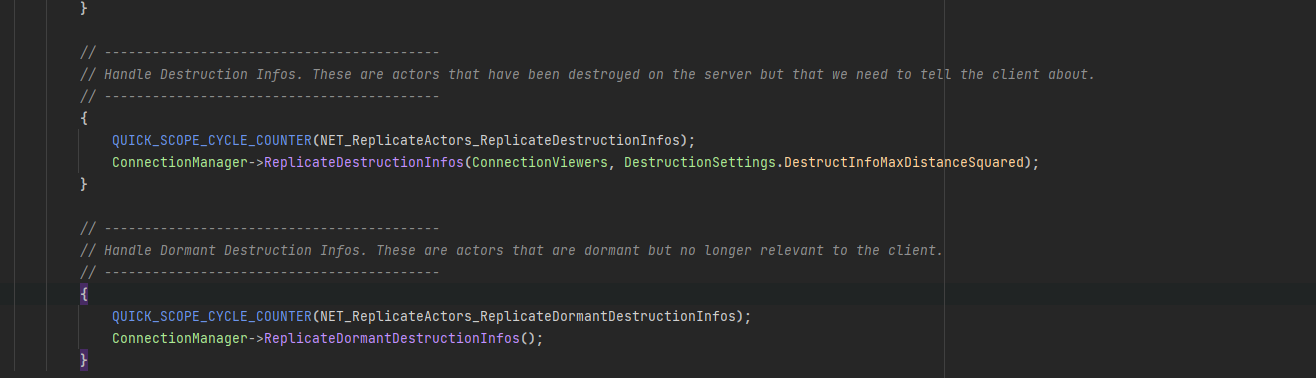 }
// ------------------------------------------
// Handle Destruction Infos. These are actors that have been destroyed on the server but that we need to tell the client about.
// ------------------------------------------
{
QUICK_SCOPE_CYCLE_COUNTER(NET_ReplicateActors_ReplicateDestructionInfos);
ConnectionManager->ReplicateDestructionInfos(ConnectionViewers, DestructionSettings.DestructInfoMaxDistanceSquared);
}
// ------------------------------------------
// Handle Dormant Destruction Infos. These are actors that are dormant but no longer relevant to the client.
// ------------------------------------------
{
QUICK_SCOPE_CYCLE_COUNTER(NET_ReplicateActors_ReplicateDormantDestructionInfos);
ConnectionManager->ReplicateDormantDestructionInfos();
}